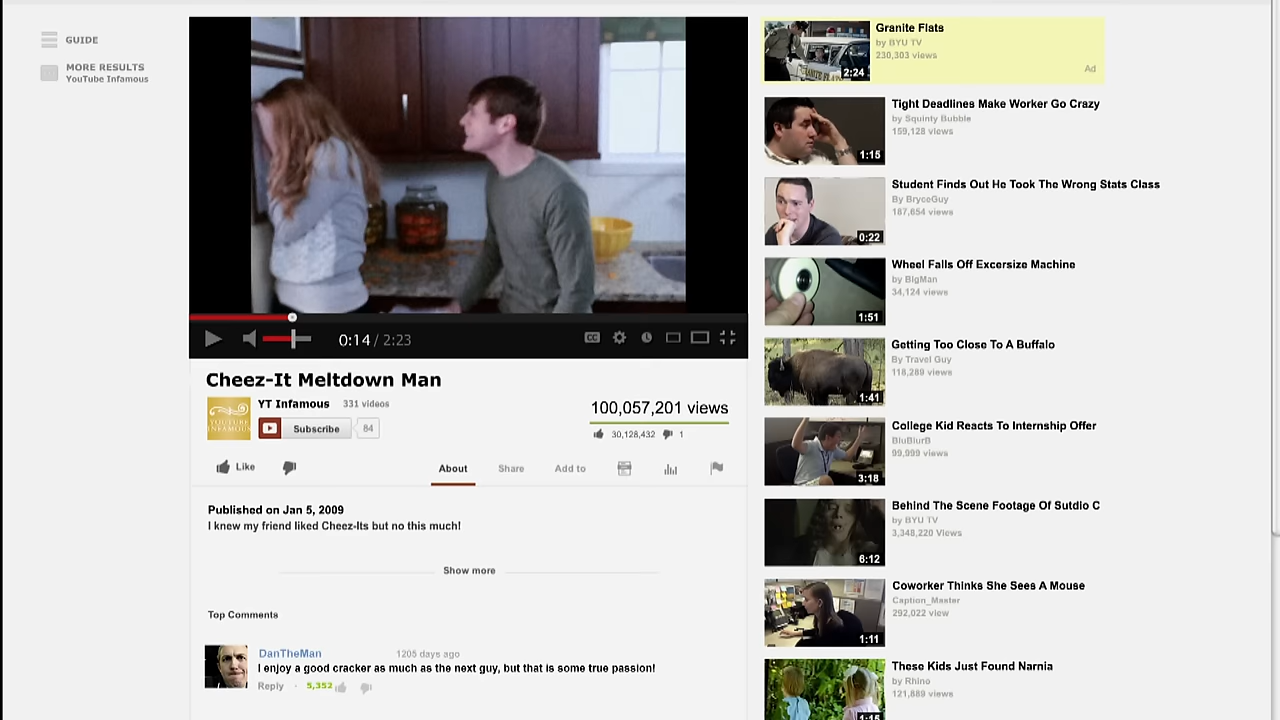 GUIDE
MORE RESULTS
YouTube Infamous
0:14 / 2:23
CC
Cheez-It Meltdown Man
YOUTUBE
INFAMOUS
YT Infamous 331 videos
Subscribe 84
100,057,201 views
30,128,432 1
Like
About Share Add to
Published on Jan 5, 2009
I knew my friend liked Cheez-Its but no this much!
Show more
Top Comments
DanTheMan 1205 days ago
I enjoy a good cracker as much as the next guy, but that is some true passion!
Reply · 5,352
Granite Flats
by BYU TV
230,303 views
Ad
2:24
Tight Deadlines Make Worker Go Crazy
by Squinty Bubble
159,128 views
1:15
Student Finds Out He Took The Wrong Stats Class
By BryceGuy
187,654 views
0:22
Wheel Falls Off Excersize Machine
by BigMan
34,124 views
1:51
Getting Too Close To A Buffalo
By Travel Guy
118,289 views
1:41
College Kid Reacts To Internship Offer
BluBlurB
99,999 views
3:18
Behind The Scene Footage Of Sutdio C
by BYU TV
3,348,220 Views
6:12
Coworker Thinks She Sees A Mouse
Caption_Master
292,022 view
1:11
These Kids Just Found Narnia
by Rhino
121,889 views
1:15